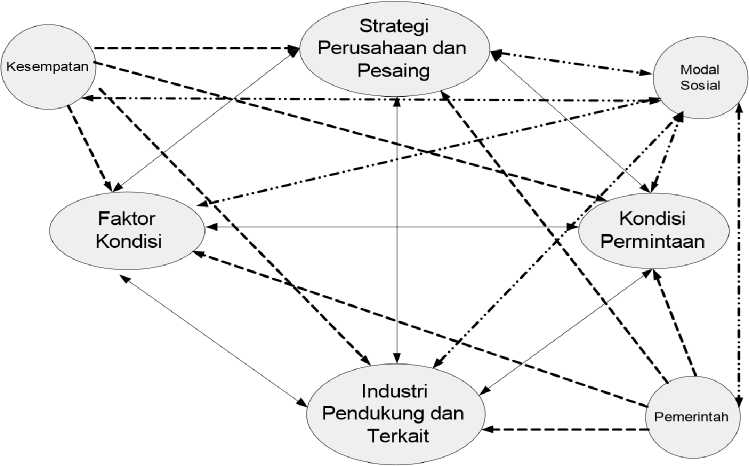 Strategi
Perusahaan dan
Pesaing
Kesempatan
Modal
Sosial
Faktor
Kondisi
Kondisi
Permintaan
Industri
Pendukung dan
Terkait
Pemerintah